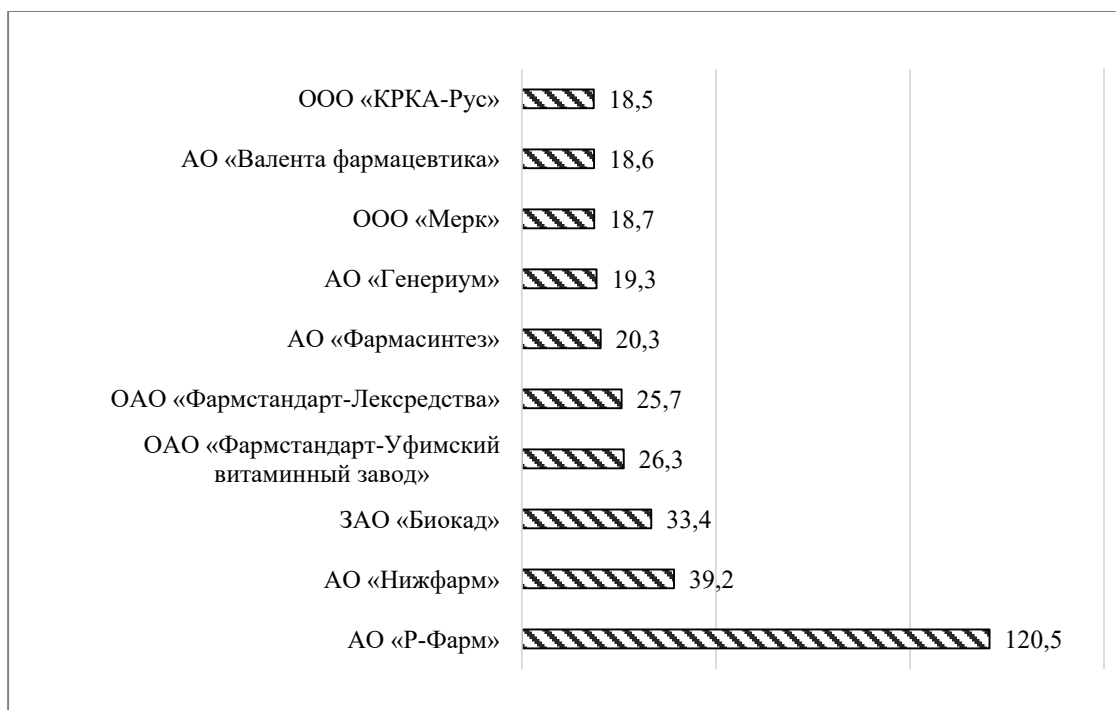 ООО «КРКА-Рус» 18,5
АО «Валента фармацевтика» 18,6
ООО «Мерк» 18,7
АО «Генериум» 19,3
АО «Фармасинтез» 20,3
ОАО «Фармстандарт-Лексредства» 25,7
ОАО «Фармстандарт-Уфимский
витаминный завод» 26,3
ЗАО «Биокад» 33,4
АО «Нижфарм» 39,2
АО «Р-Фарм» 120,5